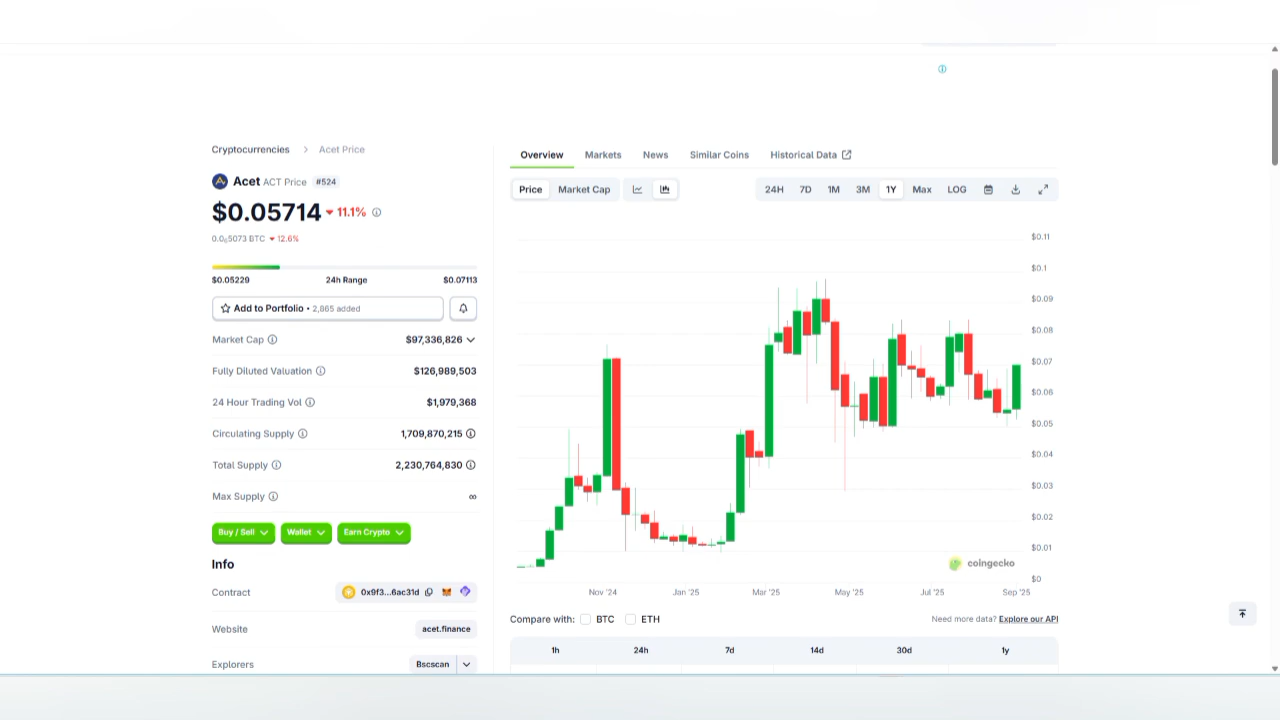 Cryptocurrencies > Acet Price
Acet ACT Price #524
$0.05714 11.1%
0.0₆5073 BTC 12.6%
$0.05229 24h Range $0.07113
Add to Portfolio • 2,865 added
Market Cap $97,336,826
Fully Diluted Valuation $126,989,503
24 Hour Trading Vol $1,979,368
Circulating Supply 1,709,870,215
Total Supply 2,230,764,830
Max Supply ∞
Buy / Sell Wallet Earn Crypto
Info
Contract 0x9f3...6ac31d
Website acet.finance
Explorers Bscscan
Overview Markets News Similar Coins Historical Data
Price Market Cap 24H 7D 1M 3M 1Y Max LOG
$0.11
$0.1
$0.09
$0.08
$0.07
$0.06
$0.05
$0.04
$0.03
$0.02
$0.01
$0
coingecko
Nov '24 Jan '25 Mar '25 May '25 Jul '25 Sep '25
Compare with: BTC ETH Need more data? Explore our API
1h 24h 7d 14d 30d 1y